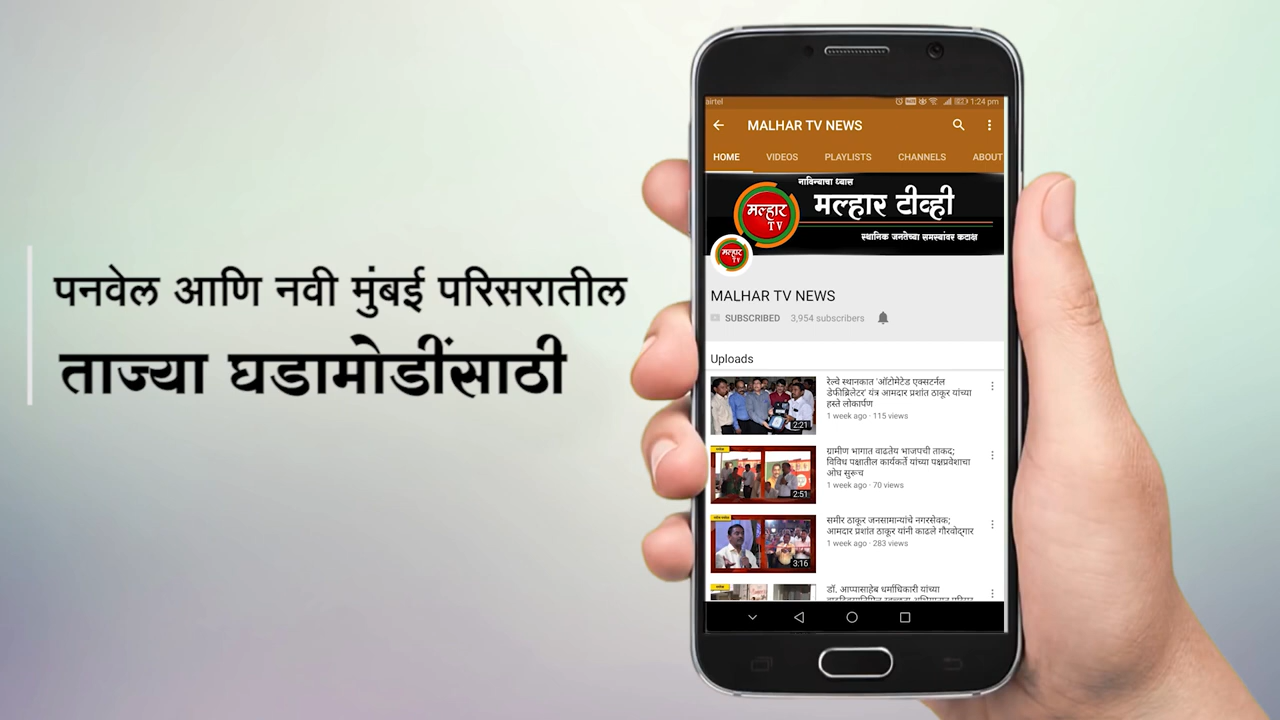 पनवेल आणि नवी मुंबई परिसरातील
ताज्या घडामोडींसाठी
airtel
1:24 pm
MALHAR TV NEWS
HOME VIDEOS PLAYLISTS CHANNELS ABOUT
नाविन्याचा ध्यास
मल्हार टीव्ही
मल्हार
TV
स्थानिक जनतेच्या समस्यांवर कटाक्ष
मल्हार
TV
MALHAR TV NEWS
SUBSCRIBED 3,954 subscribers
Uploads
रेल्वे स्थानकात 'ऑटोमेटेड एक्सटर्नल
डेफीब्रिलेटर' यंत्र आमदार प्रशांत ठाकूर यांच्या
हस्ते लोकार्पण
1 week ago · 115 views
2:21
ग्रामीण भागात वाढतेय भाजपची ताकद;
विविध पक्षातील कार्यकर्ते यांच्या पक्षप्रवेशाचा
ओघ सुरूच
1 week ago · 70 views
2:51
समीर ठाकूर जनसामान्यांचे नगरसेवक;
आमदार प्रशांत ठाकूर यांनी काढले गौरवोद्गार
1 week ago · 283 views
3:16
डॉ. आप्पासाहेब धर्माधिकारी यांच्या